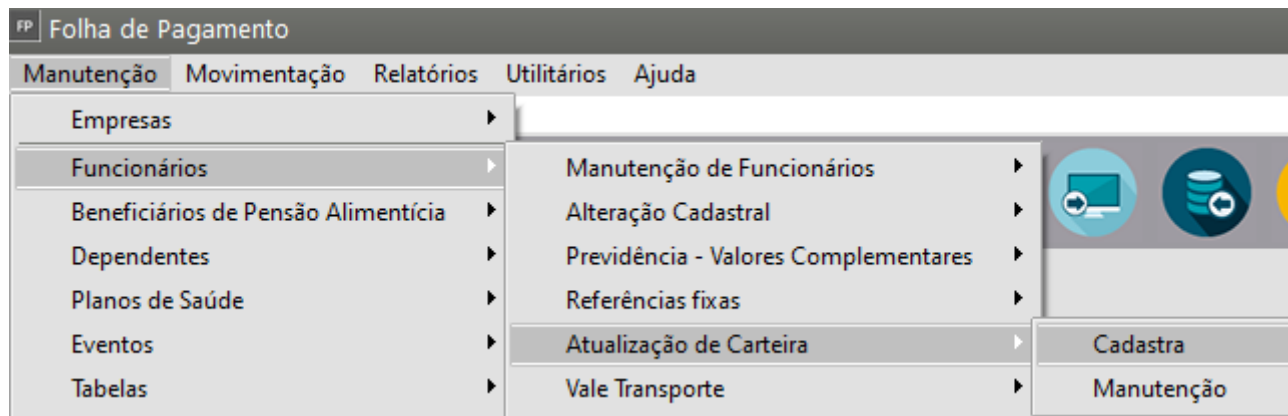 FP Folha de Pagamento
Manutenção Movimentação Relatórios Utilitários Ajuda
Empresas
Funcionários
Beneficiários de Pensão Alimentícia
Dependentes
Planos de Saúde
Eventos
Tabelas
Manutenção de Funcionários
Alteração Cadastral
Previdência - Valores Complementares
Referências fixas
Atualização de Carteira
Vale Transporte
Cadastra
Manutenção